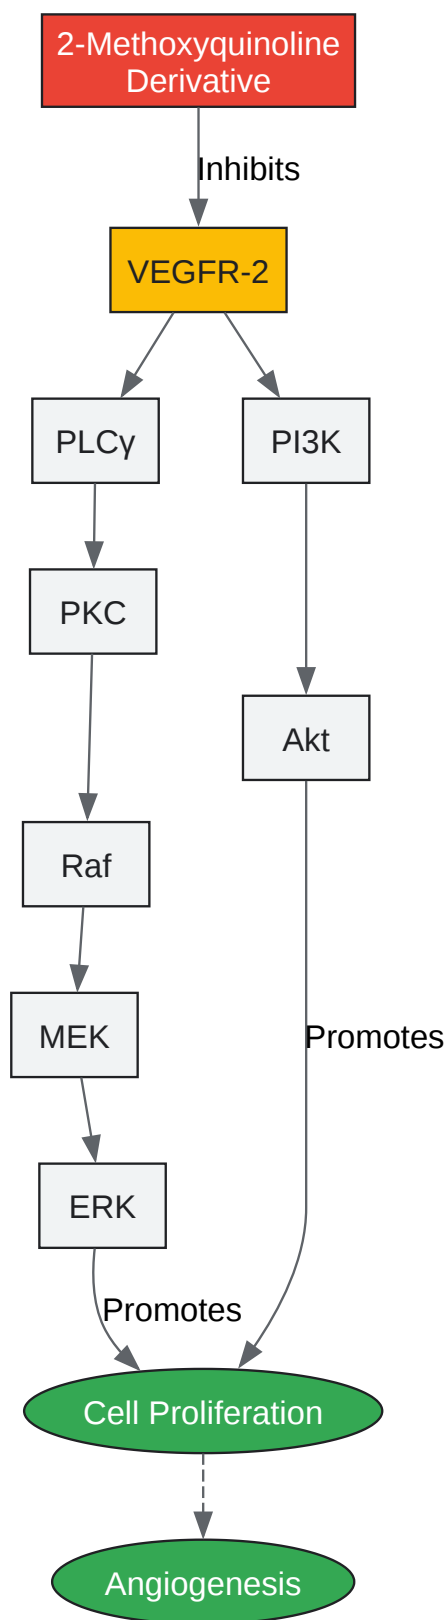 2-Methoxyquinoline
Derivative
Inhibits
VEGFR-2
PLCγ
PI3K
PKC
Akt
Raf
MEK
Promotes
ERK
Promotes
Cell Proliferation
Angiogenesis